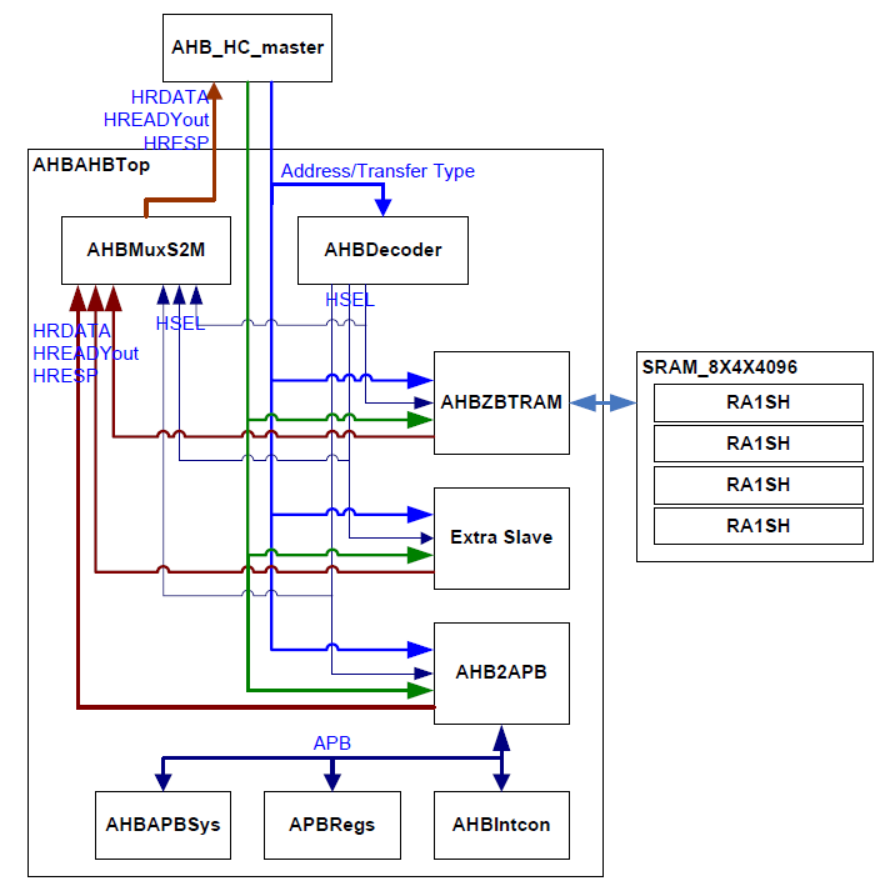 AHB_HC_master
HRDATA
HREADYout
HRESP
AHBAHBTop
Address/Transfer Type
AHBMuxS2M
AHBDecoder
HSEL
HSEL
HRDATA
HREADYout
HRESP
AHBZBTRAM
SRAM_8X4X4096
RA1SH
RA1SH
RA1SH
RA1SH
Extra Slave
AHB2APB
APB
AHBAPBSys
APBRegs
AHBIntcon